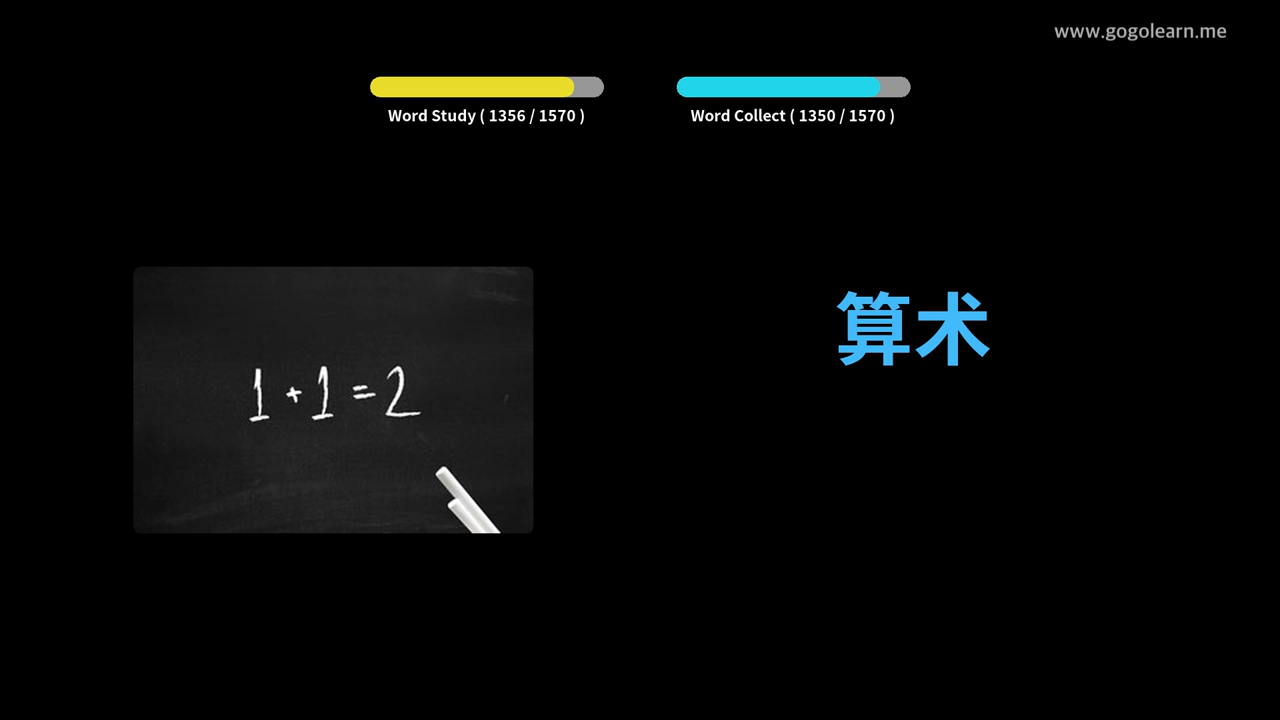 www.gogolearn.me
Word Study ( 1356 / 1570 )
Word Collect ( 1350 / 1570 )
算术
1 + 1 = 2